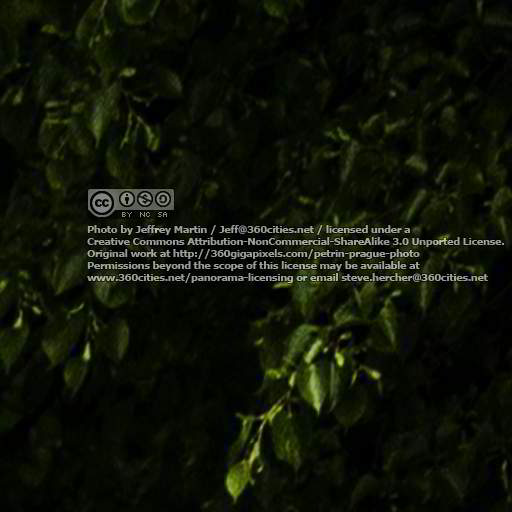 cc BY NC SA
Photo by Jeffrey Martin / Jeff@360cities.net / licensed under a
Creative Commons Attribution-NonCommercial-ShareAlike 3.0 Unported License.
Original work at http://360gigapixels.com/petrin-prague-photo
Permissions beyond the scope of this license may be available at
www.360cities.net/panorama-licensing or email steve.hercher@360cities.net